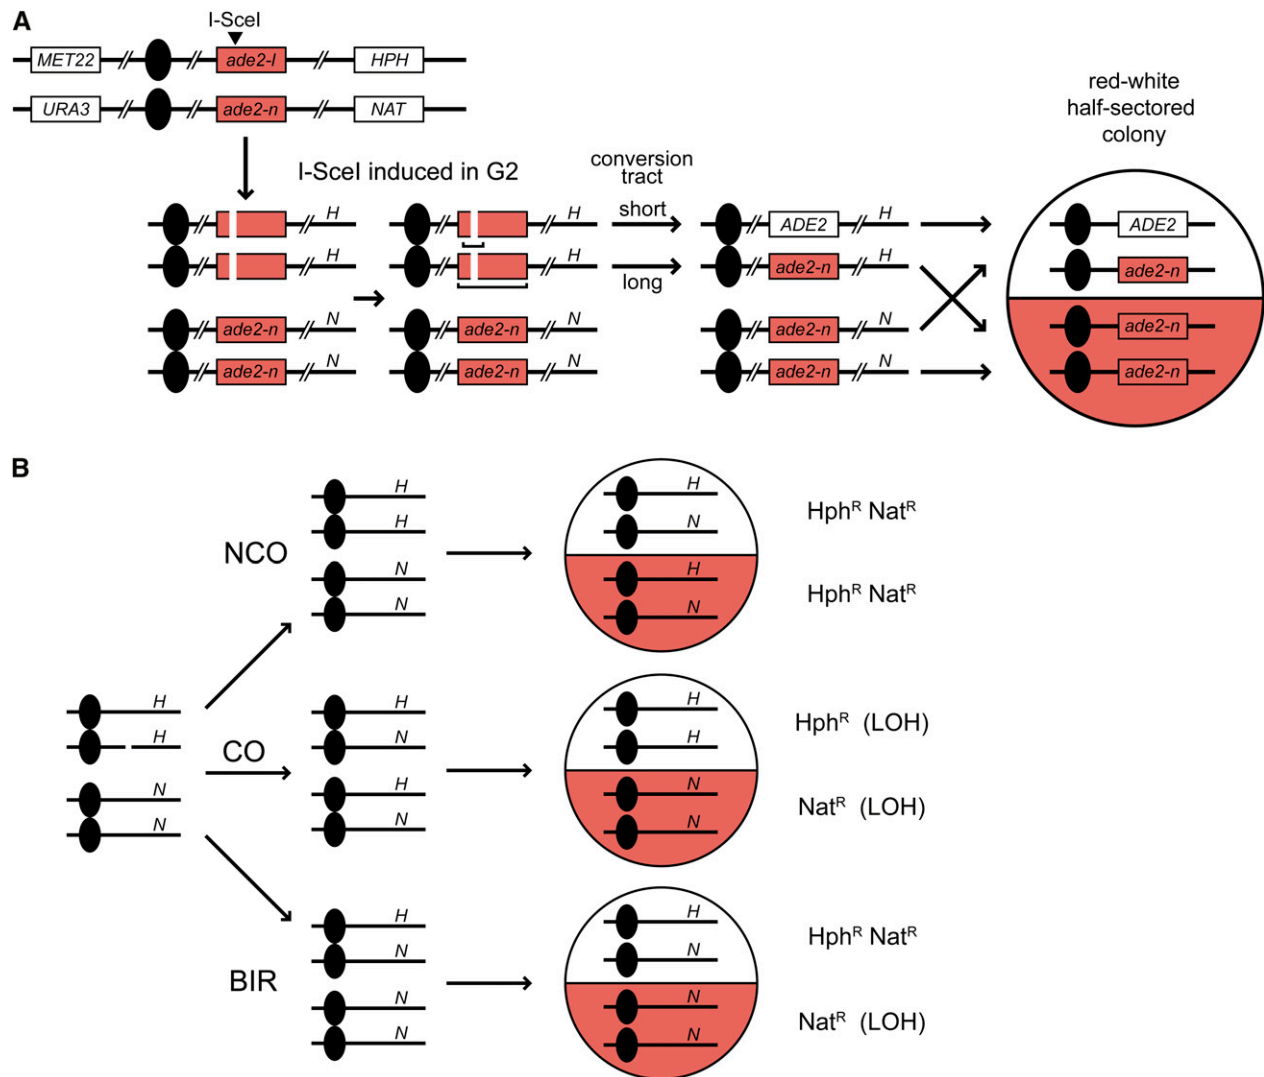 A
I-SceI
MET22 // ade2-I // HPH
URA3 // ade2-n // NAT
I-SceI induced in G2
conversion
tract
short
long
red-white
half-sectored
colony
H
H
ade2-n N
ade2-n N
H
H
ade2-n N
ade2-n N
ADE2 H
ade2-n H
ade2-n N
ade2-n N
ADE2
ade2-n
ade2-n
ade2-n
B
H
H
N
N
NCO
H
H
N
N
H
N
H
N
Hph^R Nat^R
Hph^R Nat^R
CO
H
N
H
N
H
H
N
N
Hph^R (LOH)
Nat^R (LOH)
BIR
H
N
N
N
H
N
N
N
Hph^R Nat^R
Nat^R (LOH)